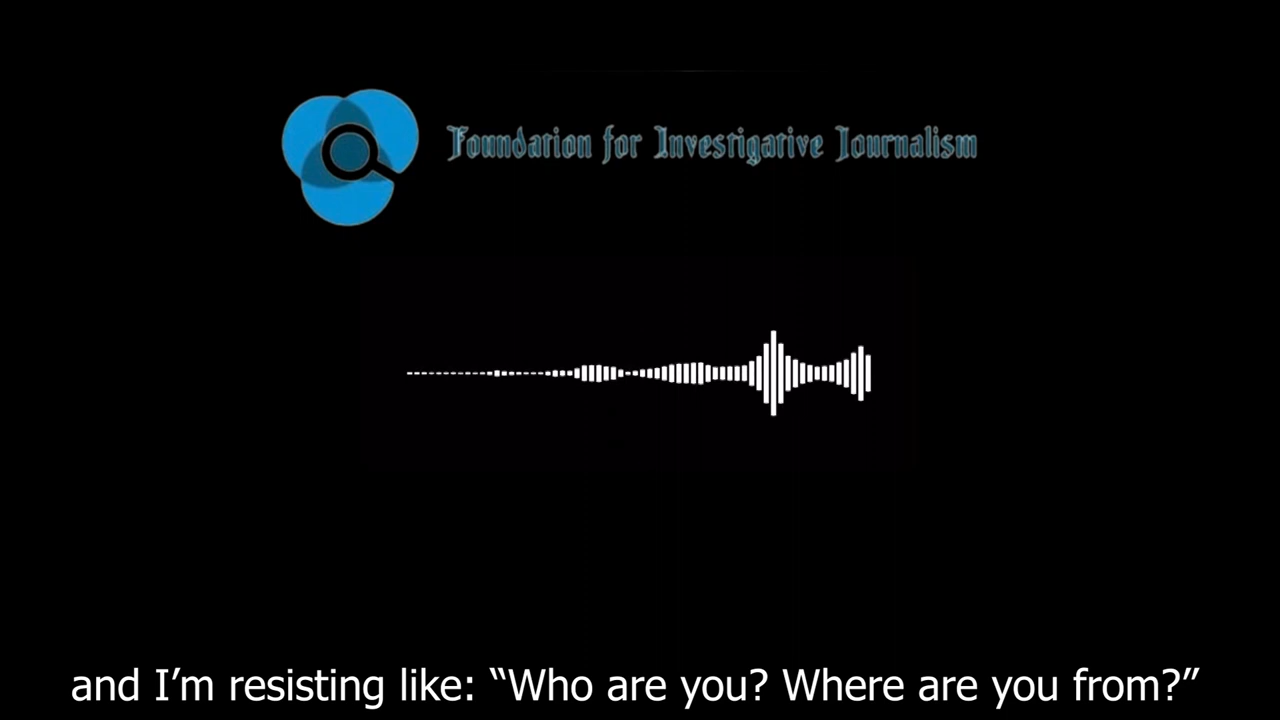 Foundation for Investigative Journalism
and I’m resisting like: “Who are you? Where are you from?”